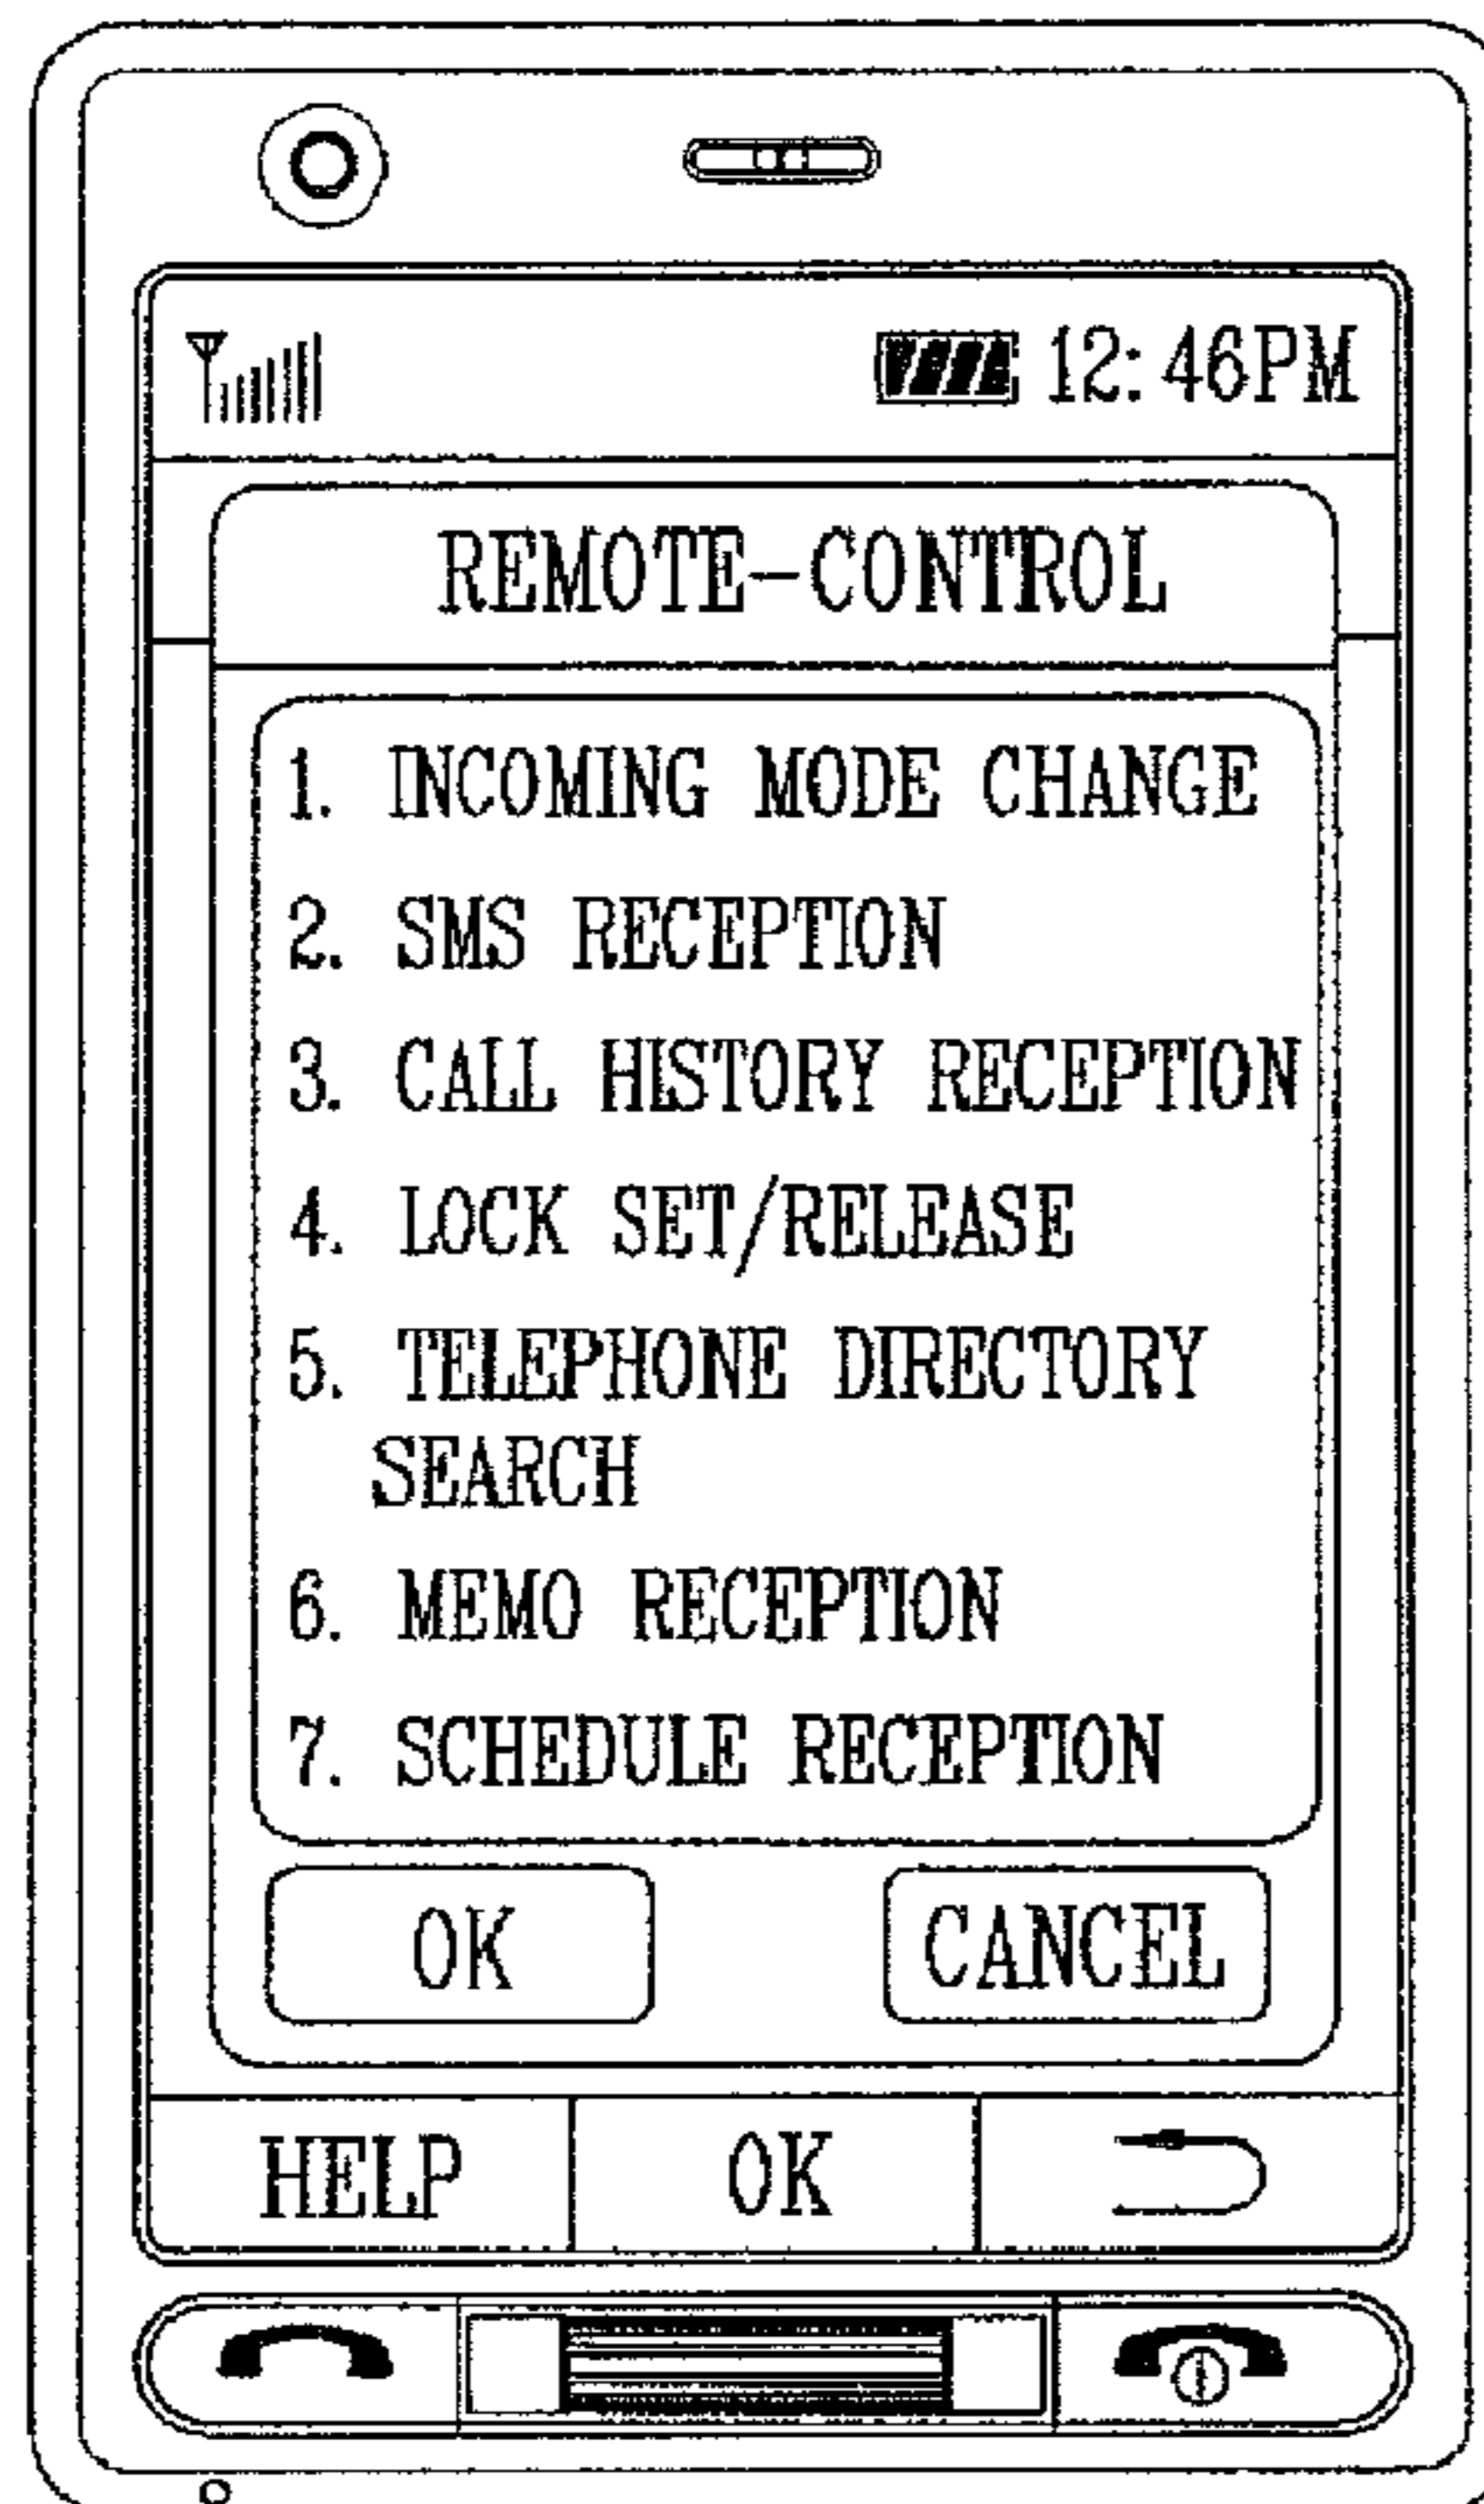 12:46PM
REMOTE-CONTROL
1. INCOMING MODE CHANGE
2. SMS RECEPTION
3. CALL HISTORY RECEPTION
4. LOCK SET/RELEASE
5. TELEPHONE DIRECTORY
SEARCH
6. MEMO RECEPTION
7. SCHEDULE RECEPTION
OK CANCEL
HELP OK